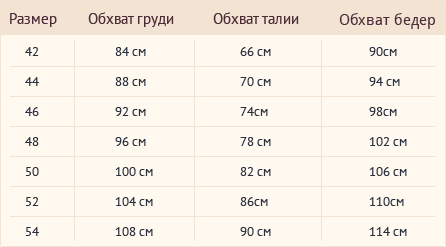 Размер Обхват груди Обхват талии Обхват бедер
42 84 см 66 см 90см
44 88 см 70 см 94 см
46 92 см 74см 98см
48 96 см 78 см 102 см
50 100 см 82 см 106 см
52 104 см 86см 110см
54 108 см 90 см 114 см